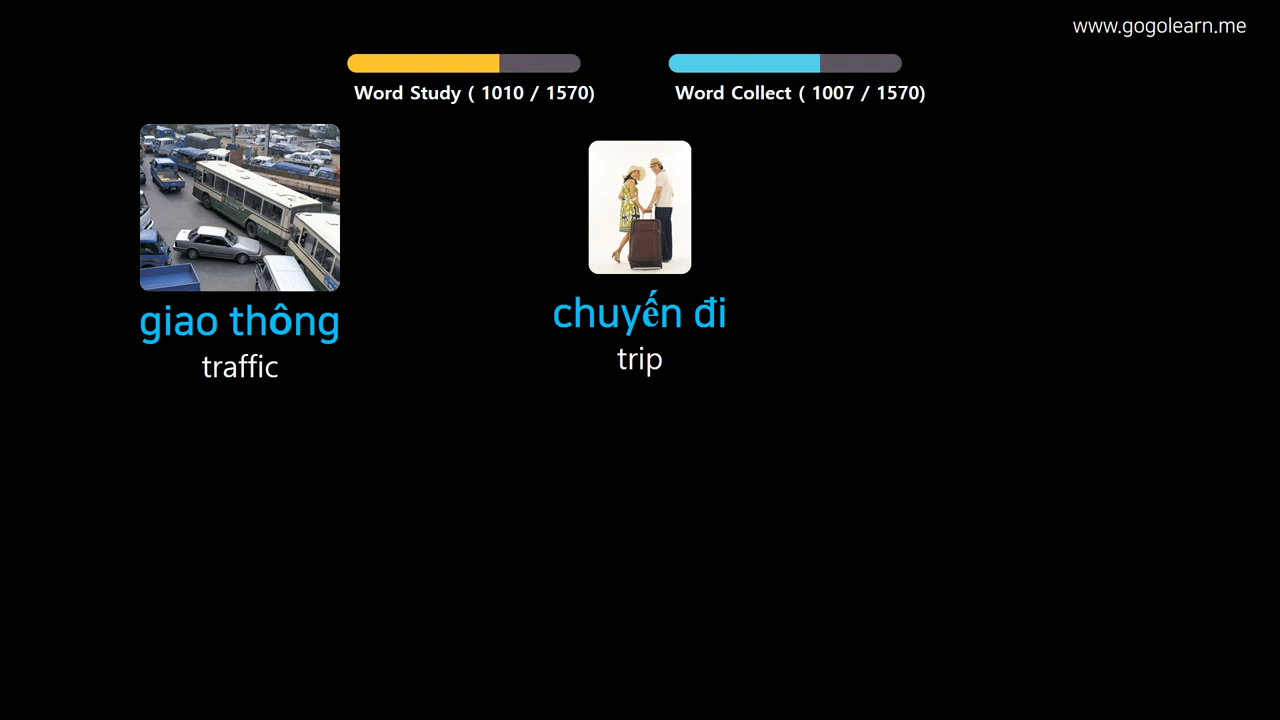 www.gogolearn.me
Word Study ( 1010 / 1570)
Word Collect ( 1007 / 1570)
giao thông
traffic
chuyến đi
trip